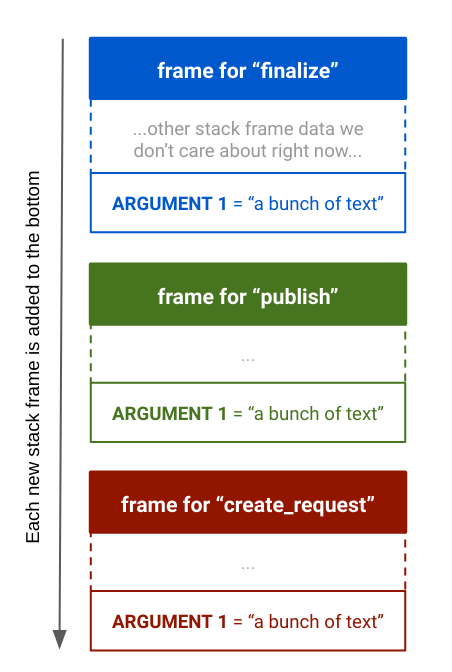 Each new stack frame is added to the bottom
frame for “finalize”
...other stack frame data we
don’t care about right now...
ARGUMENT 1 = “a bunch of text”
frame for “publish”
...
ARGUMENT 1 = “a bunch of text”
frame for “create_request”
...
ARGUMENT 1 = “a bunch of text”